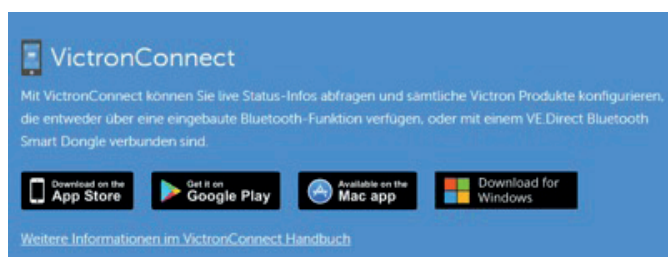 VictronConnect
Mit VictronConnect können Sie live Status-Infos abfragen und sämtliche Victron Produkte konfigurieren,
die entweder über eine eingebaute Bluetooth-Funktion verfügen, oder mit einem VE.Direct Bluetooth
Smart Dongle verbunden sind.
Download on the
App Store
Get it on
Google Play
Available on the
Mac app
Download for
Windows
Weitere Informationen im VictronConnect Handbuch